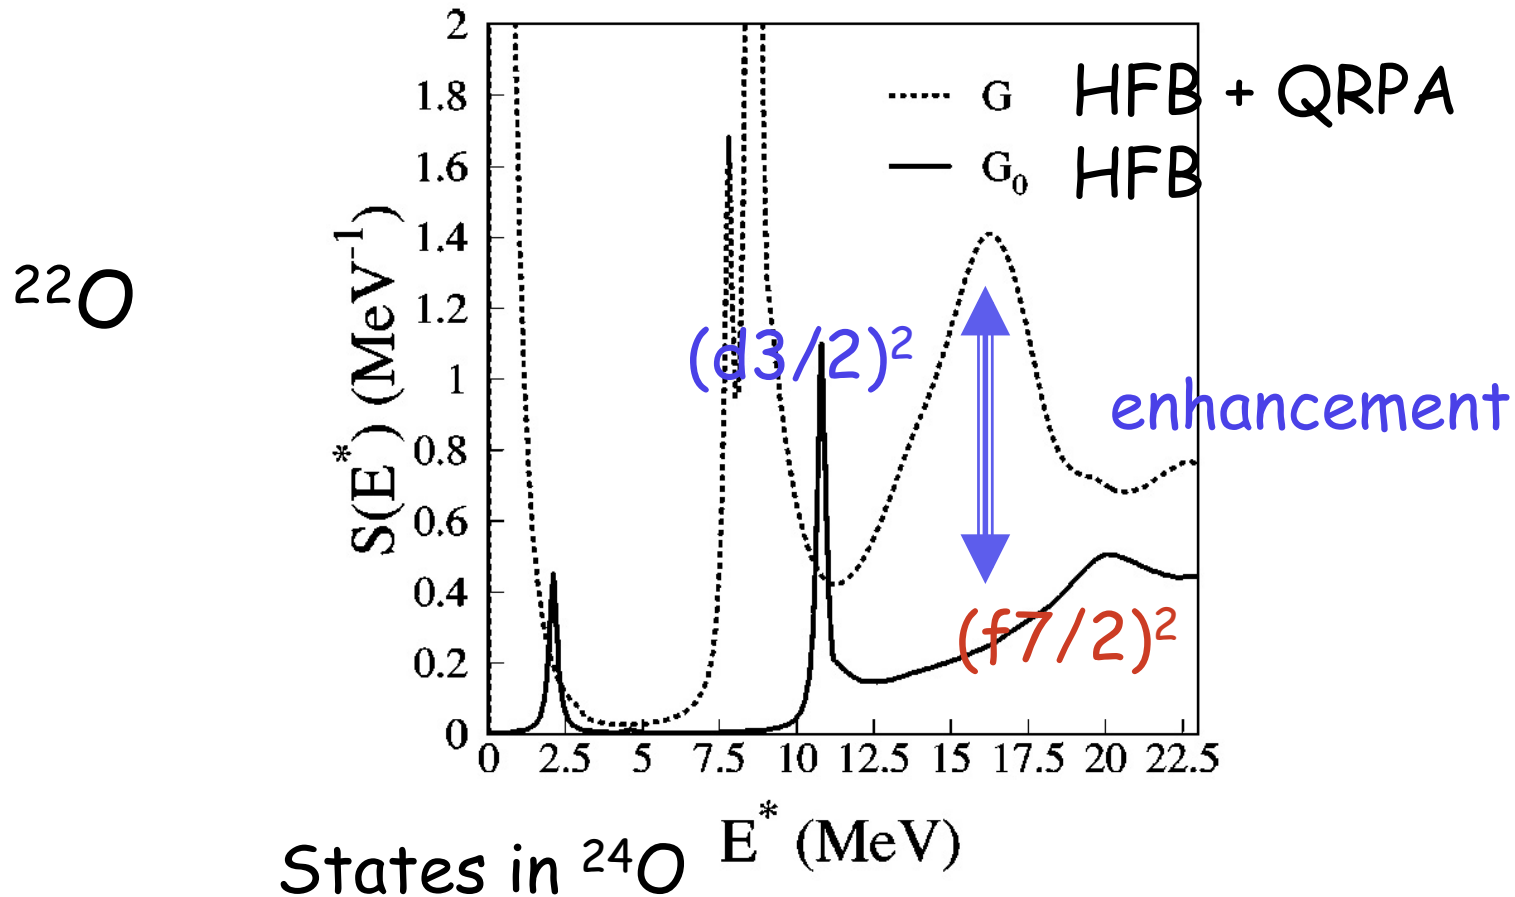 2
1.8
1.6
1.4
1.2
1
0.8
0.6
0.4
0.2
0
S(E*) (MeV⁻¹)
G HFB + QRPA
G₀ HFB
²²O
(d3/2)²
enhancement
(f7/2)²
0 2.5 5 7.5 10 12.5 15 17.5 20 22.5
E* (MeV)
States in ²⁴O